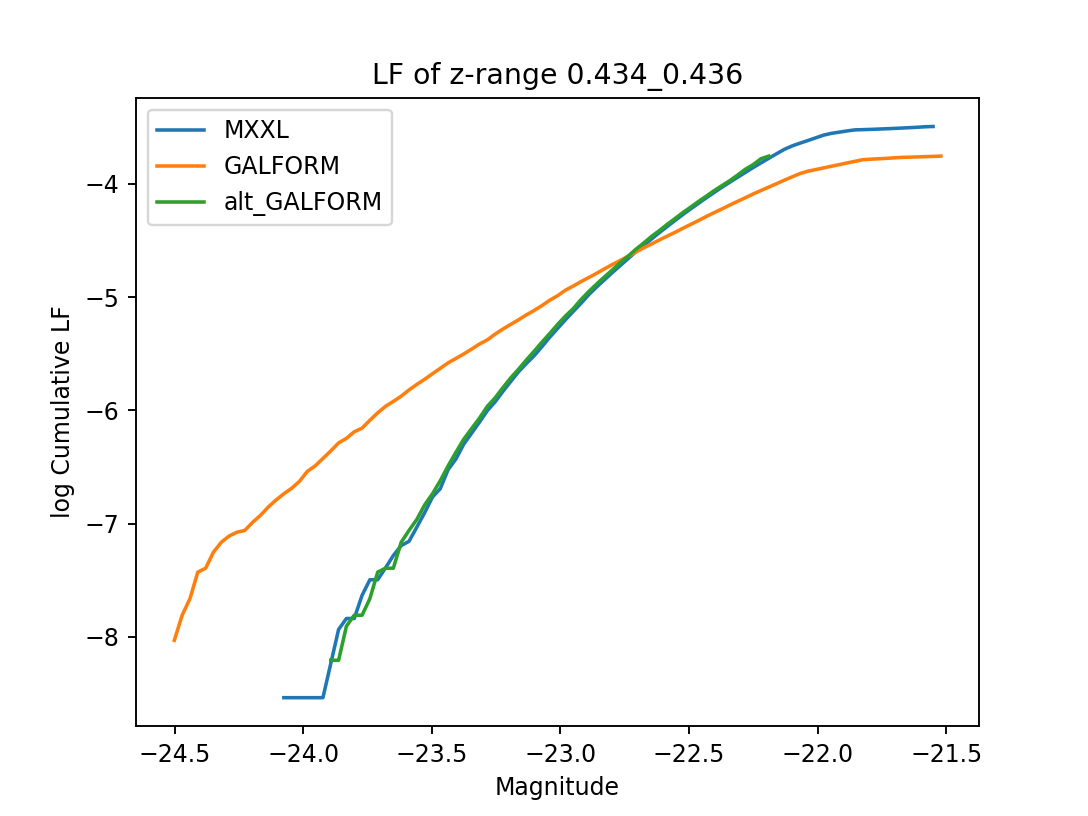 LF of z-range 0.434_0.436
MXXL
GALFORM
alt_GALFORM
log Cumulative LF
−4
−5
−6
−7
−8
−24.5 −24.0 −23.5 −23.0 −22.5 −22.0 −21.5
Magnitude